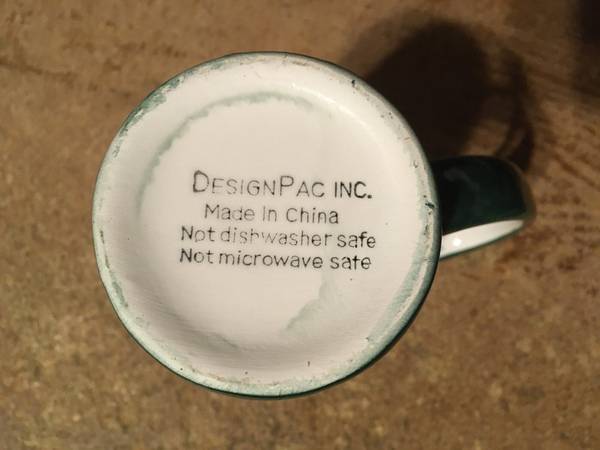 DESIGNPAC INC.
Made In China
Not dishwasher safe
Not microwave safe